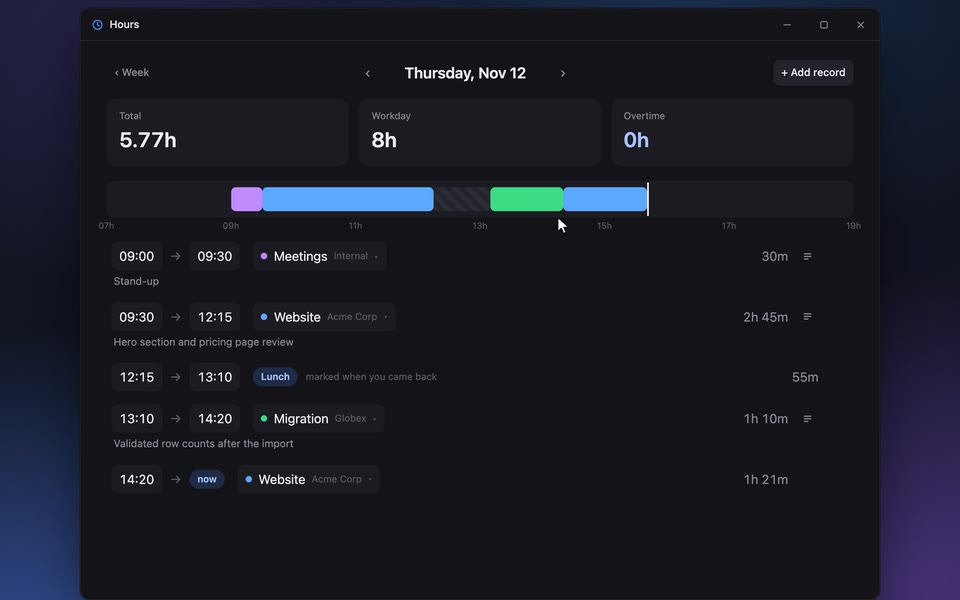 Hours
‹ Week
‹ Thursday, Nov 12 ›
+ Add record
Total
5.77h
Workday
8h
Overtime
0h
07h 09h 11h 13h 15h 17h 19h
09:00 → 09:30 Meetings Internal 30m
Stand-up
09:30 → 12:15 Website Acme Corp 2h 45m
Hero section and pricing page review
12:15 → 13:10 Lunch marked when you came back 55m
13:10 → 14:20 Migration Globex 1h 10m
Validated row counts after the import
14:20 → now Website Acme Corp 1h 21m